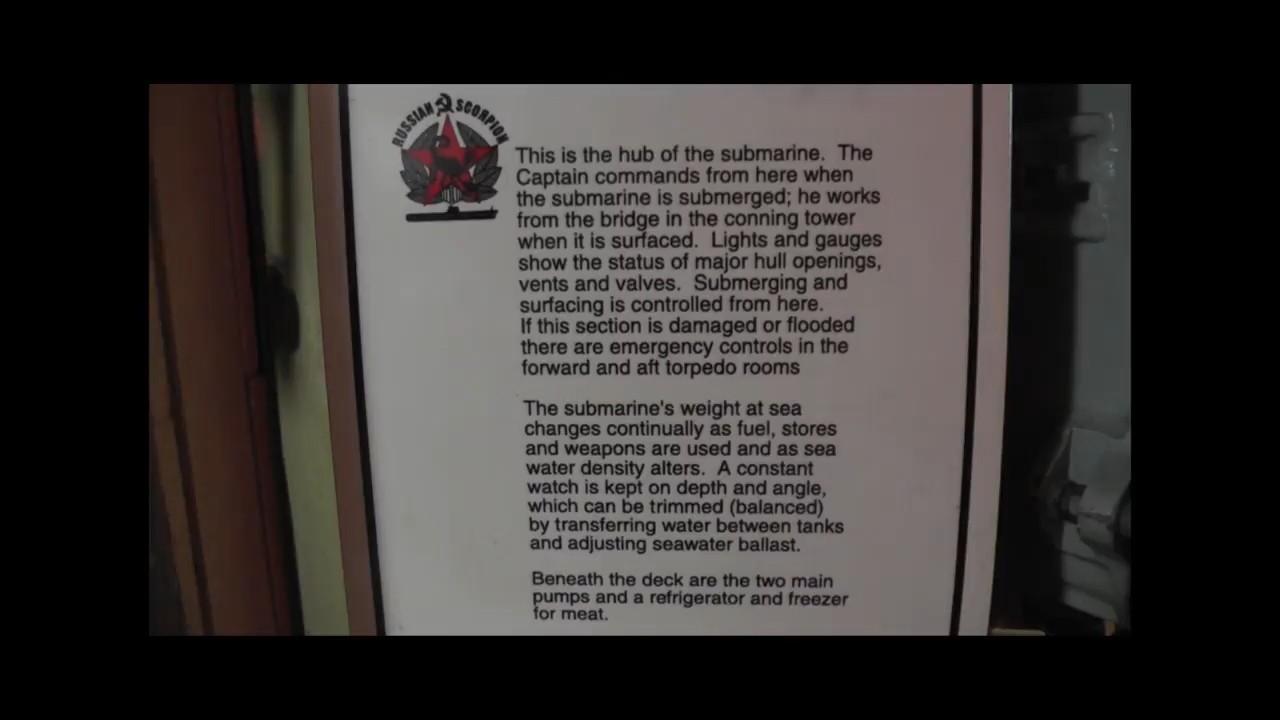 RUSSIAN SCORPION
This is the hub of the submarine. The
Captain commands from here when
the submarine is submerged; he works
from the bridge in the conning tower
when it is surfaced. Lights and gauges
show the status of major hull openings,
vents and valves. Submerging and
surfacing is controlled from here.
If this section is damaged or flooded
there are emergency controls in the
forward and aft torpedo rooms
The submarine's weight at sea
changes continually as fuel, stores
and weapons are used and as sea
water density alters. A constant
watch is kept on depth and angle,
which can be trimmed (balanced)
by transferring water between tanks
and adjusting seawater ballast.
Beneath the deck are the two main
pumps and a refrigerator and freezer
for meat.